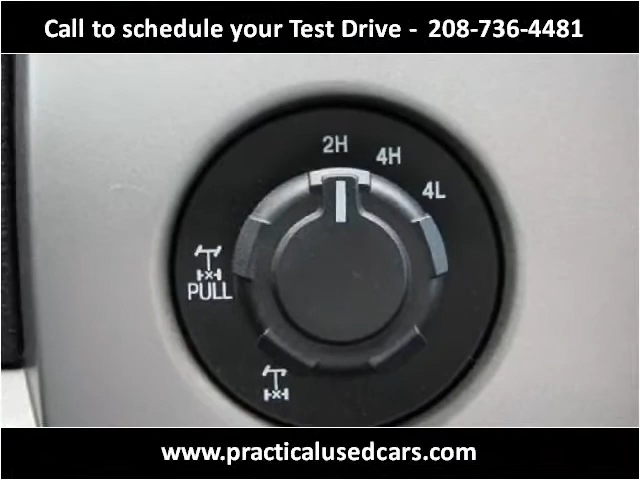 Call to schedule your Test Drive - 208-736-4481
2H
4H
4L
PULL
www.practicalusedcars.com